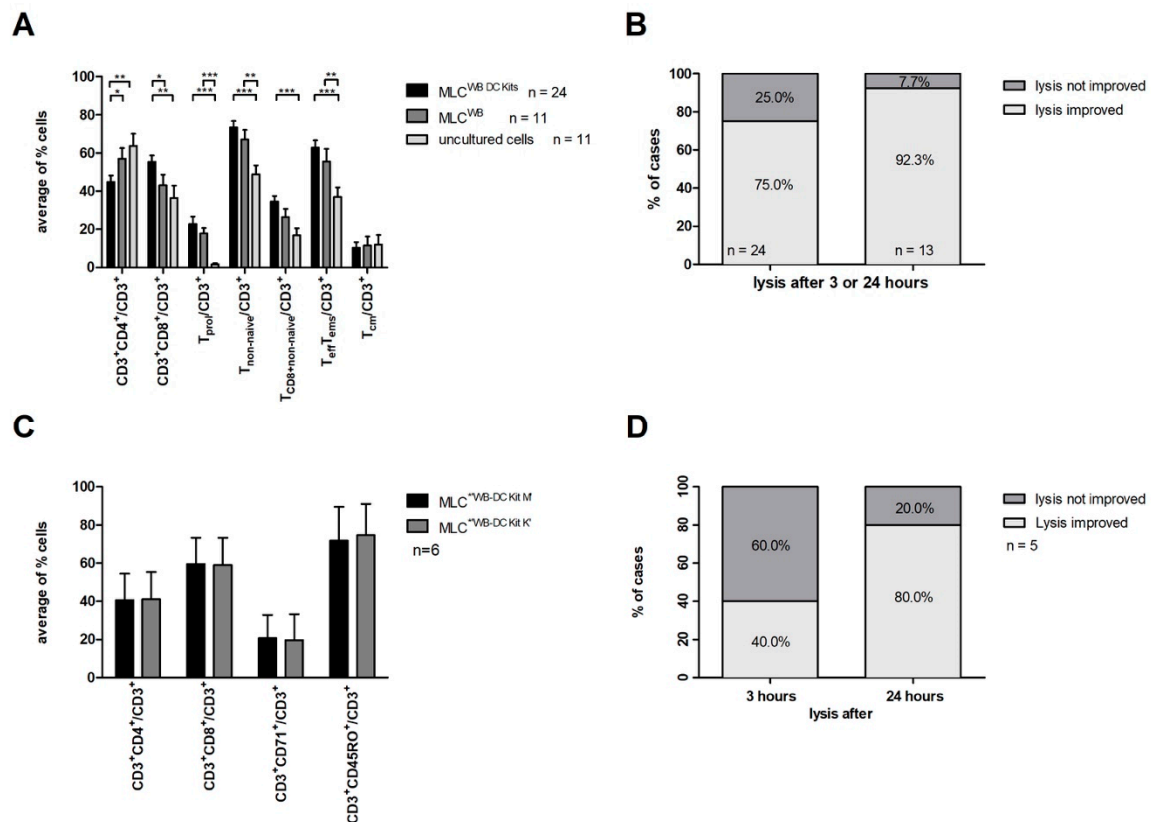 A
average of % cells
100
80
60
40
20
0
** * * ** *** *** ** *** *** ** ***
MLC^WB DC Kits n = 24
MLC^WB n = 11
uncultured cells n = 11
CD3+CD4+/CD3+
CD3+CD8+/CD3+
Tprol/CD3+
Tnon-naive/CD3+
TCD8+non-naive/CD3+
TeffTems/CD3+
Tcm/CD3+
B
% of cases
100
80
60
40
20
0
25.0%
75.0%
n = 24
7.7%
92.3%
n = 13
lysis after 3 or 24 hours
lysis not improved
lysis improved
C
average of % cells
100
80
60
40
20
0
MLC^"WB-DC Kit M'
MLC^"WB-DC Kit K'
n=6
CD3+CD4+/CD3+
CD3+CD8+/CD3+
CD3+CD71+/CD3+
CD3+CD45RO+/CD3+
D
% of cases
100
80
60
40
20
0
60.0%
40.0%
20.0%
80.0%
3 hours 24 hours
lysis after
lysis not improved
Lysis improved
n = 5